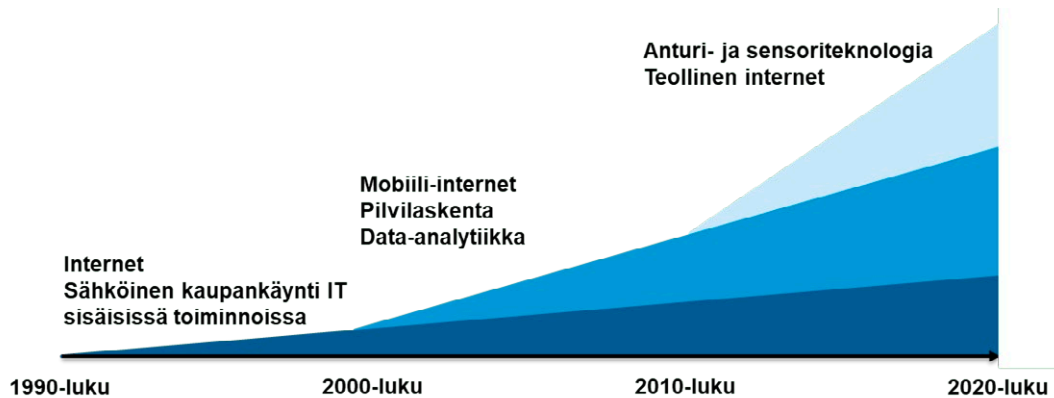 Anturi- ja sensoriteknologia
Teollinen internet
Mobiili-internet
Pilvilaskenta
Data-analytiikka
Internet
Sähköinen kaupankäynti IT
sisäisissä toiminnoissa
1990-luku
2000-luku
2010-luku
2020-luku